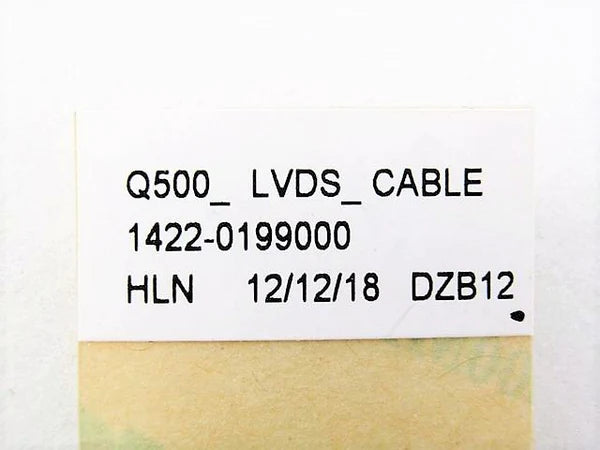 Q500_ LVDS_ CABLE
1422-0199000
HLN 12/12/18 DZB12